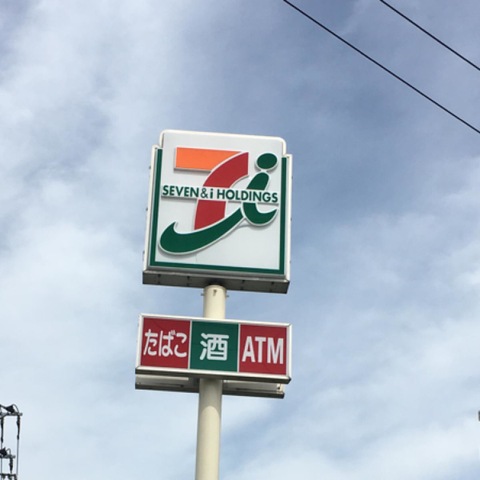 SEVEN&i HOLDINGS
たばこ 酒 ATM